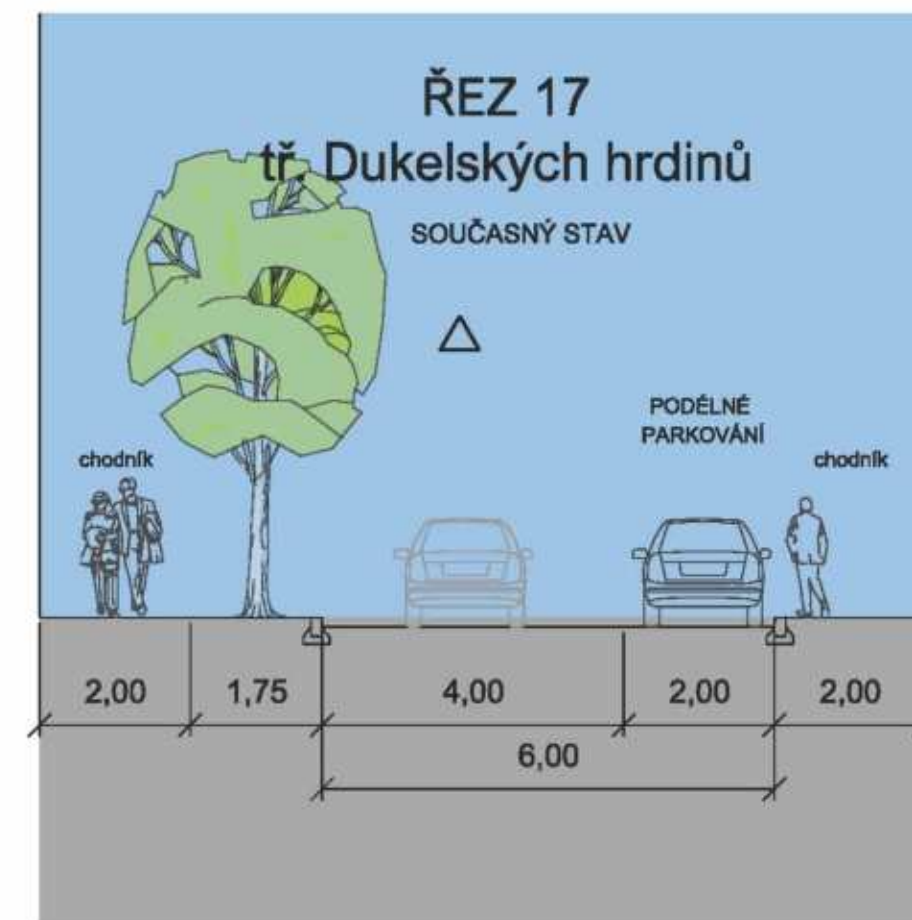 ŘEZ 17
tř. Dukelských hrdinů
SOUČASNÝ STAV
PODÉLNÉ
PARKOVÁNÍ
chodník
chodník
2,00
1,75
4,00
2,00
2,00
6,00